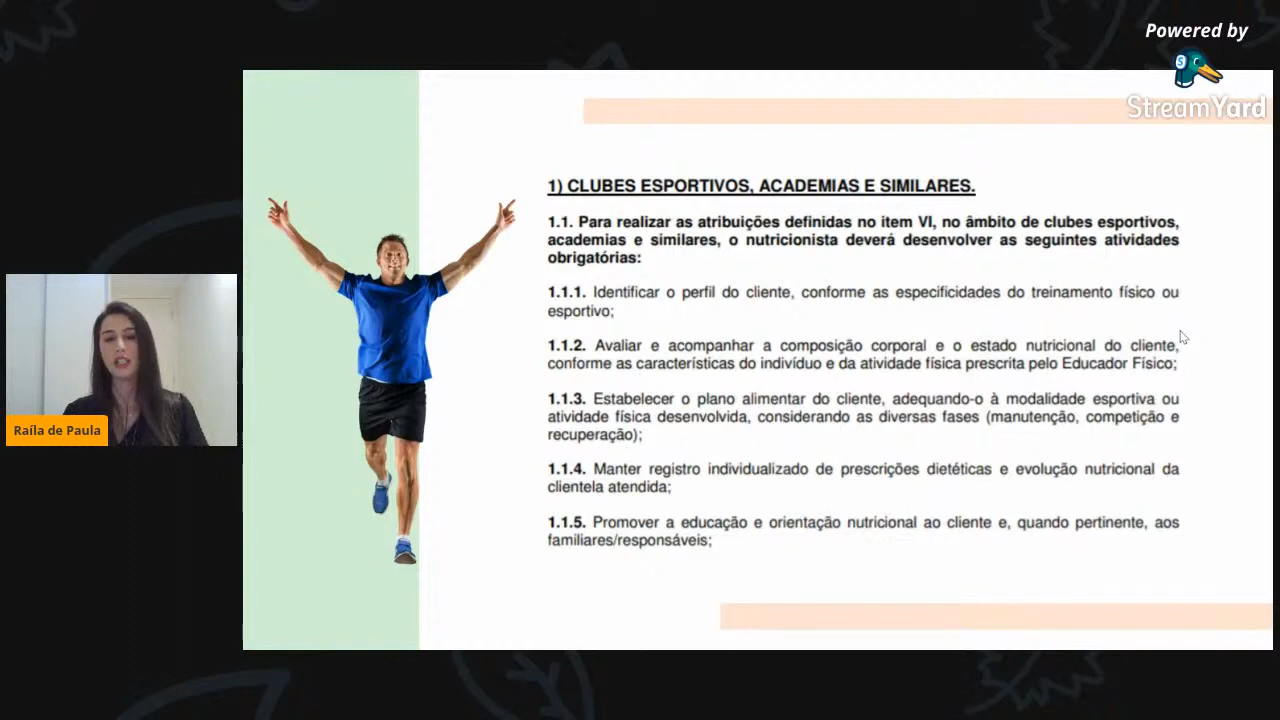 Powered by
StreamYard
1) CLUBES ESPORTIVOS, ACADEMIAS E SIMILARES.
1.1. Para realizar as atribuições definidas no item VI, no âmbito de clubes esportivos,
academias e similares, o nutricionista deverá desenvolver as seguintes atividades
obrigatórias:
1.1.1. Identificar o perfil do cliente, conforme as especificidades do treinamento físico ou
esportivo;
1.1.2. Avaliar e acompanhar a composição corporal e o estado nutricional do cliente,
conforme as características do indivíduo e da atividade física prescrita pelo Educador Físico;
1.1.3. Estabelecer o plano alimentar do cliente, adequando-o à modalidade esportiva ou
atividade física desenvolvida, considerando as diversas fases (manutenção, competição e
recuperação);
1.1.4. Manter registro individualizado de prescrições dietéticas e evolução nutricional da
clientela atendida;
1.1.5. Promover a educação e orientação nutricional ao cliente e, quando pertinente, aos
familiares/responsáveis;
Raíla de Paula